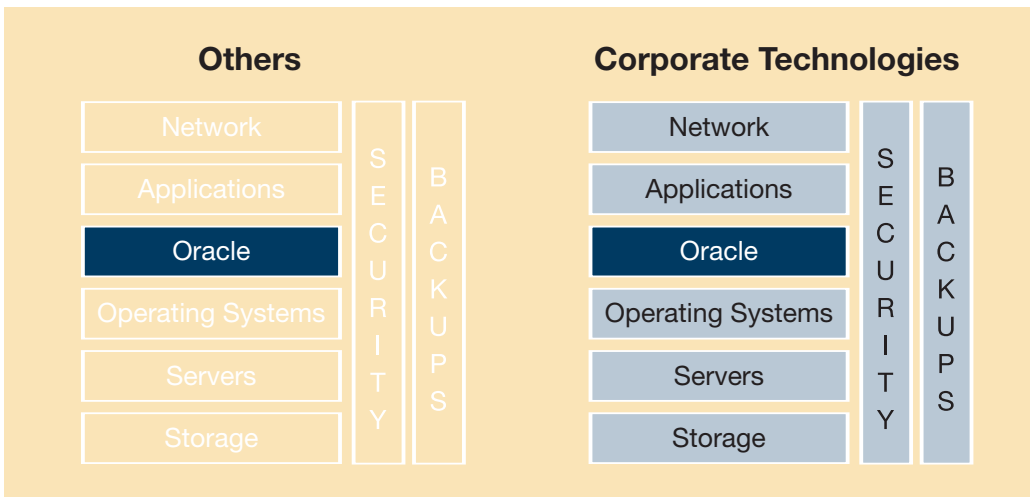 Others
Network
Applications
Oracle
Operating Systems
Servers
Storage
SECURITY
BACKUPS
Corporate Technologies
Network
Applications
Oracle
Operating Systems
Servers
Storage
SECURITY
BACKUPS